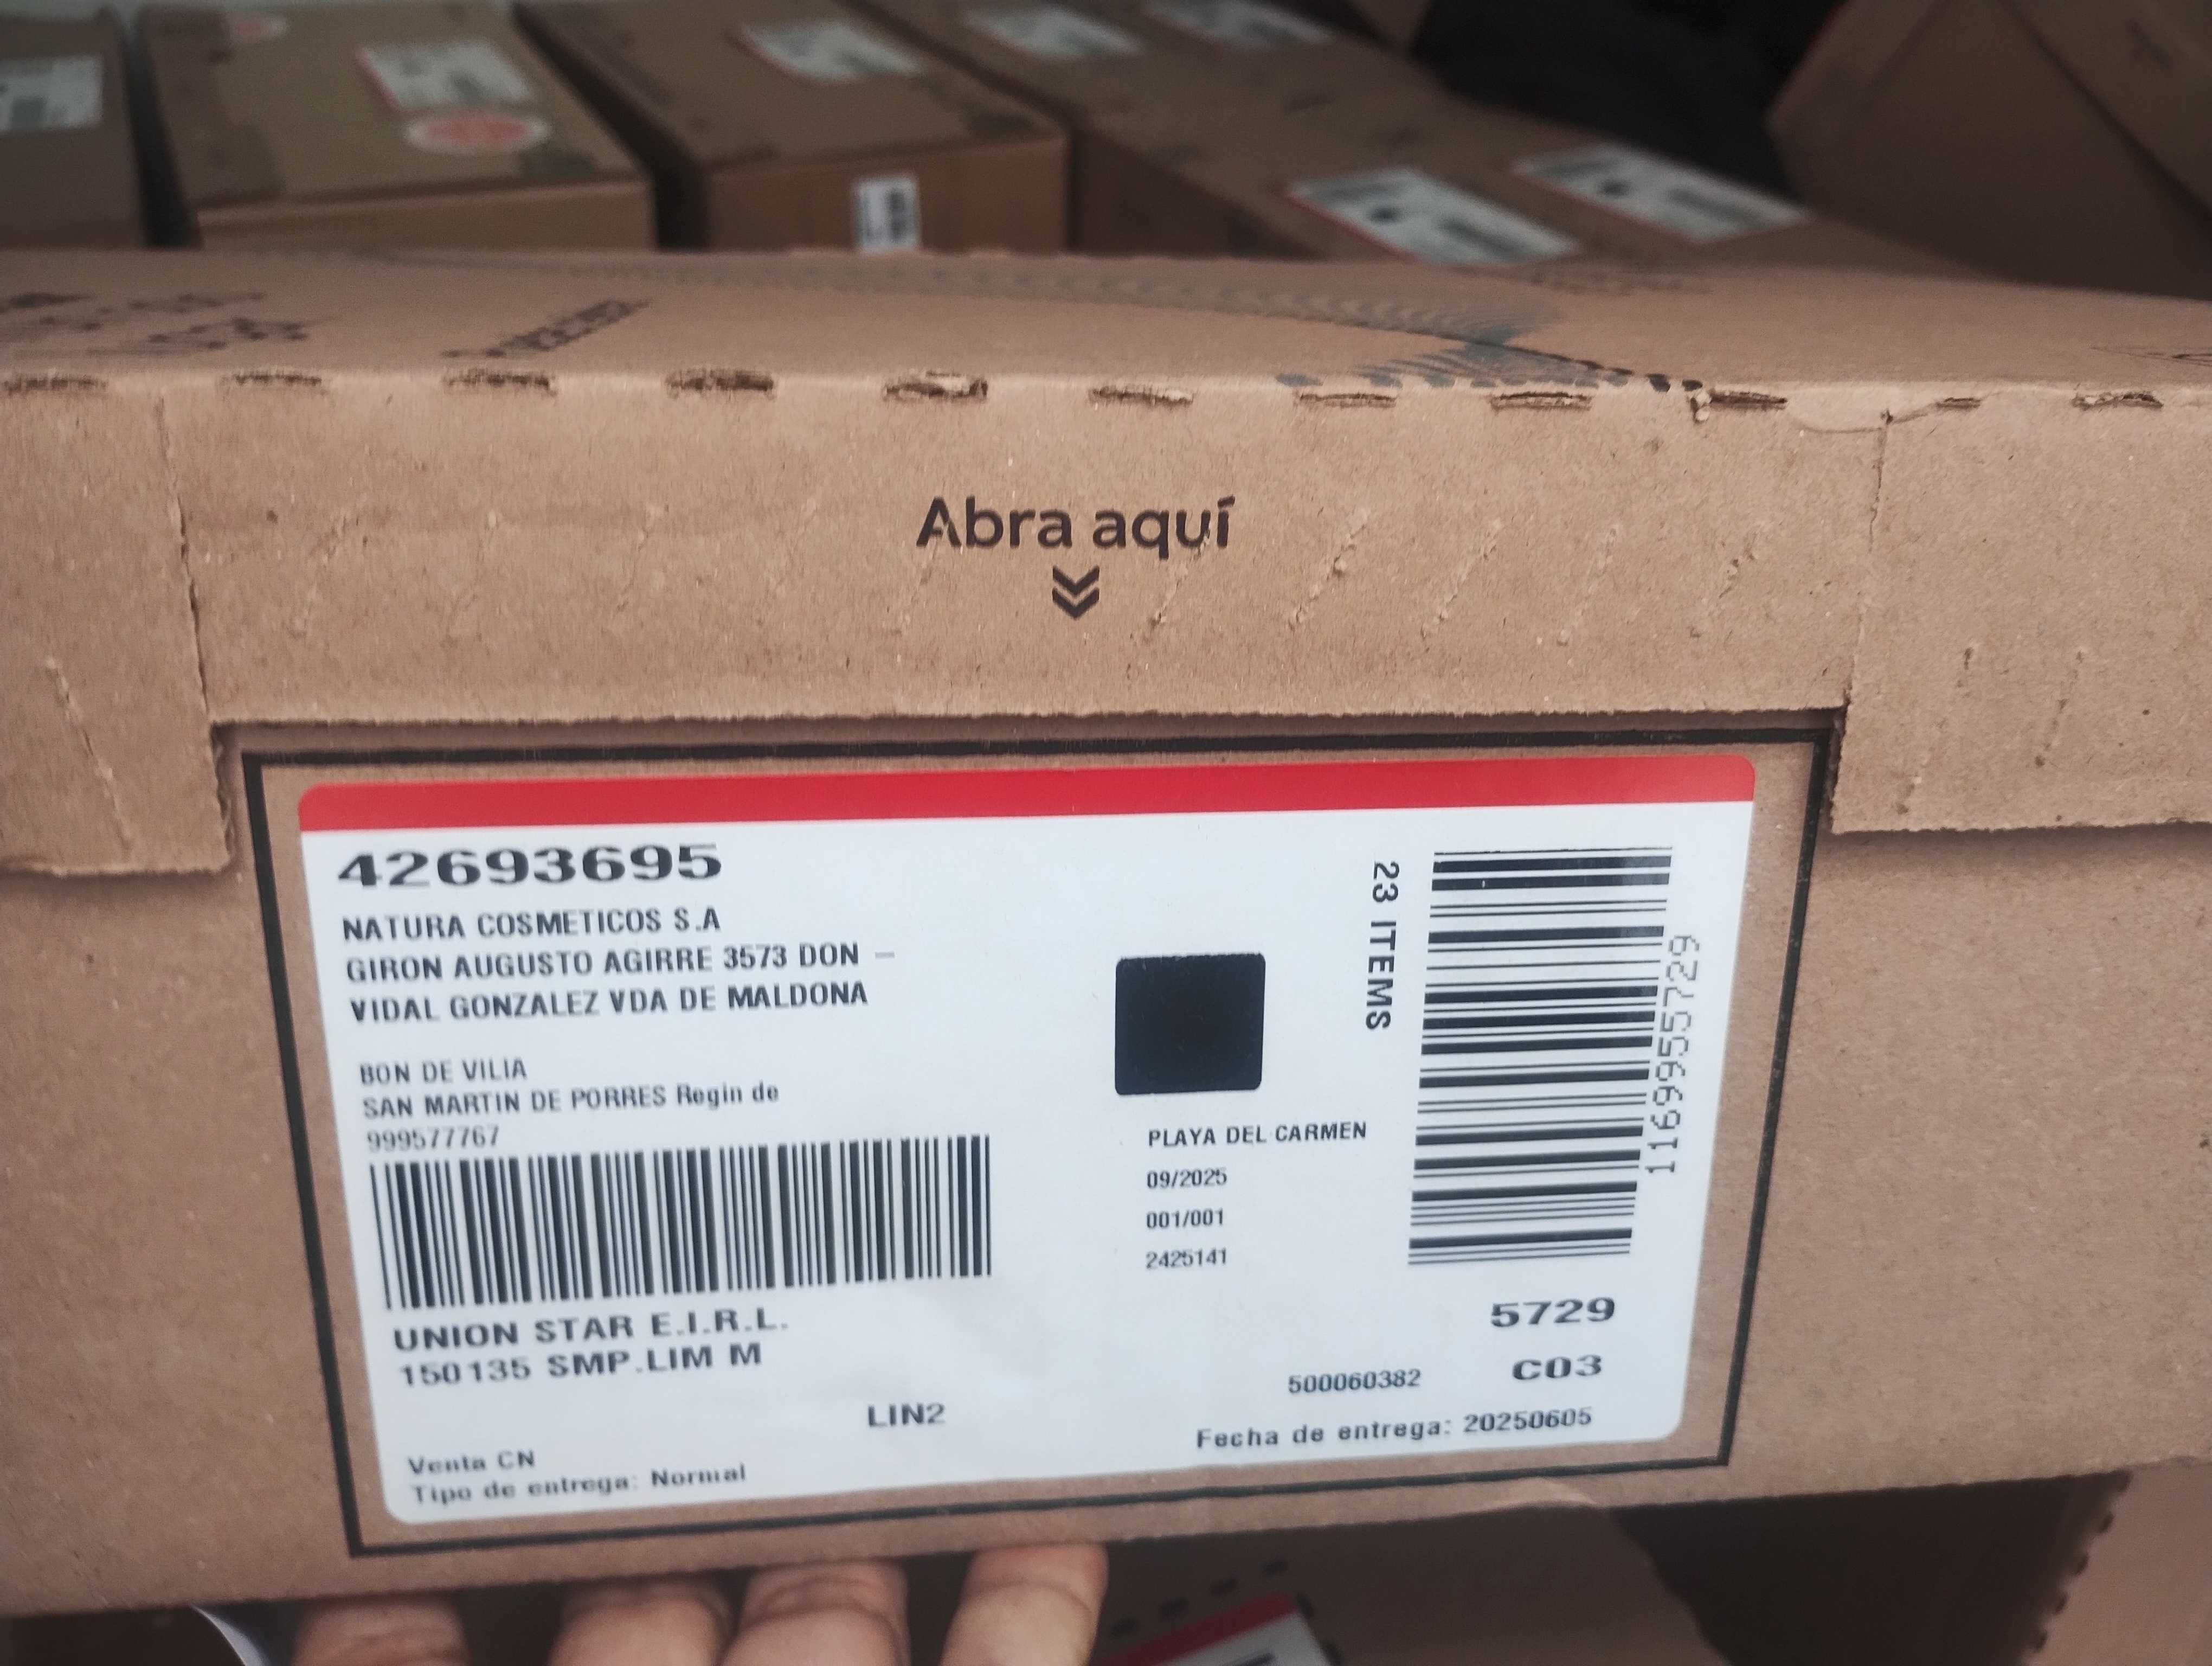 Abra aquí
42693695
NATURA COSMETICOS S.A
GIRON AUGUSTO AGIRRE 3573 DON –
VIDAL GONZALEZ VDA DE MALDONA
BON DE VILIA
SAN MARTIN DE PORRES Regin de
999577767
UNION STAR E.I.R.L.
150135 SMP.LIM M
LIN2
Venta CN
Tipo de entrega: Normal
23 ITEMS
1169955729
PLAYA DEL CARMEN
09/2025
001/001
2425141
5729
C03
500060382
Fecha de entrega: 20250605